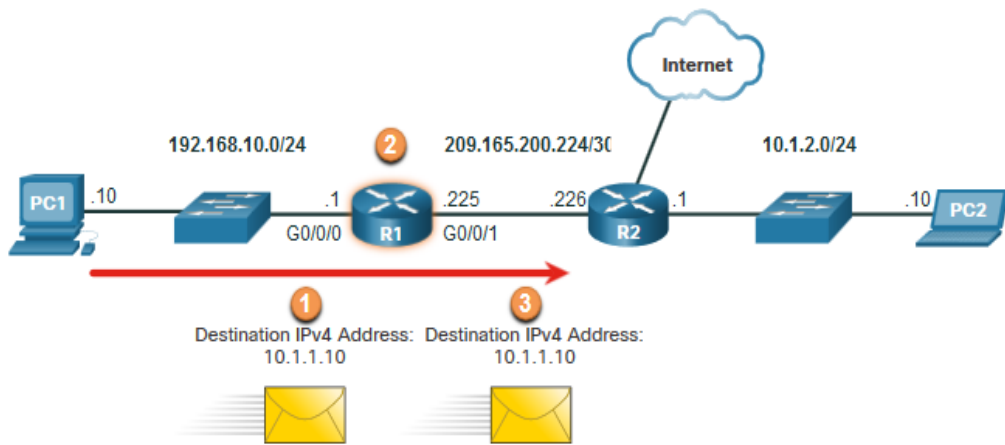 Internet
192.168.10.0/24
2
209.165.200.224/30
10.1.2.0/24
PC1
.10
.1
R1
.225
.226
R2
.1
.10
PC2
G0/0/0
G0/0/1
1
3
Destination IPv4 Address:
10.1.1.10
Destination IPv4 Address:
10.1.1.10